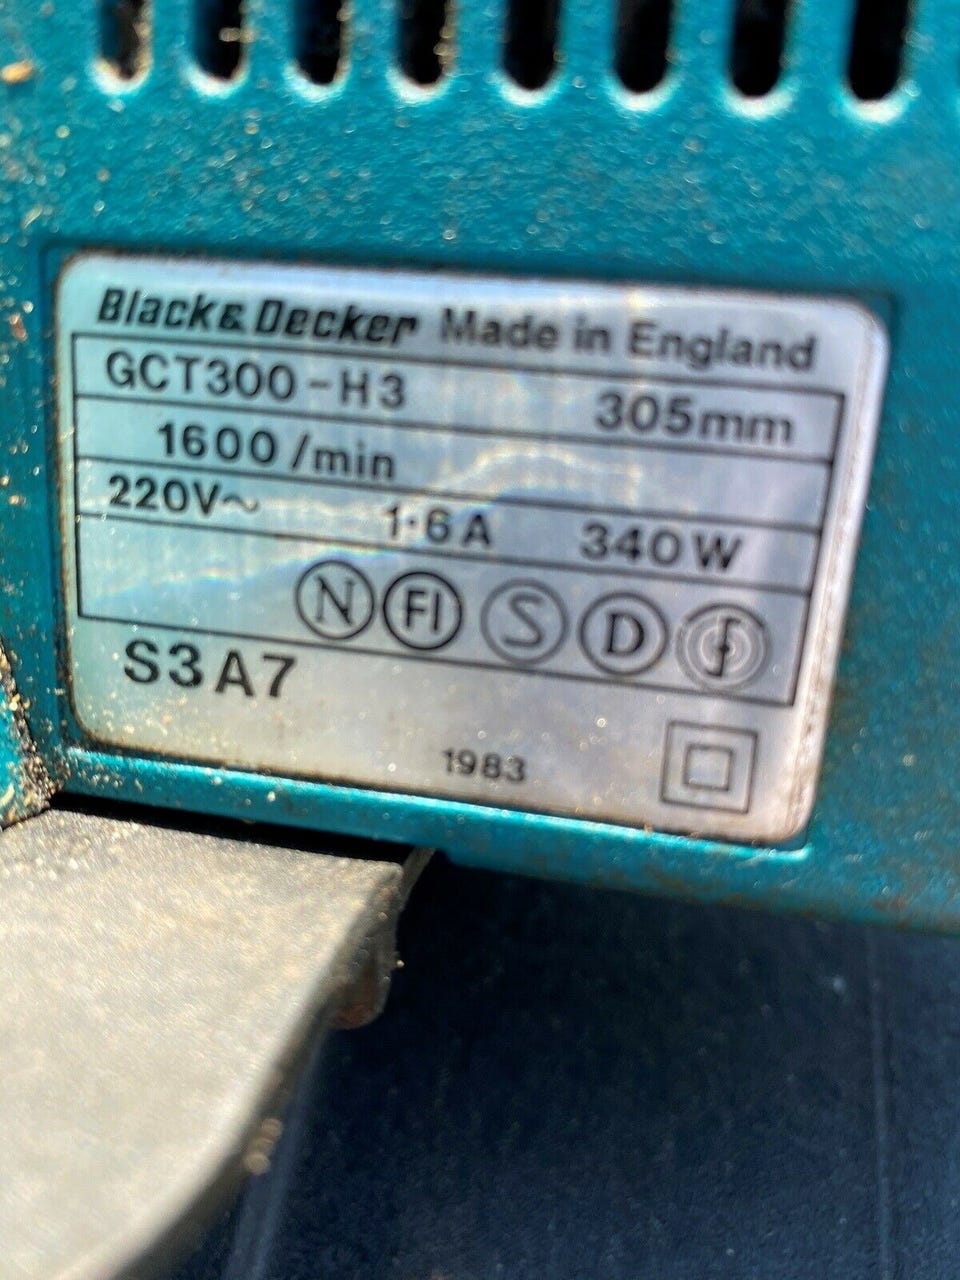 Black & Decker Made in England
GCT300-H3 305mm
1600/min
220V~ 1·6A 340W
N FI S D
S3A7
1983